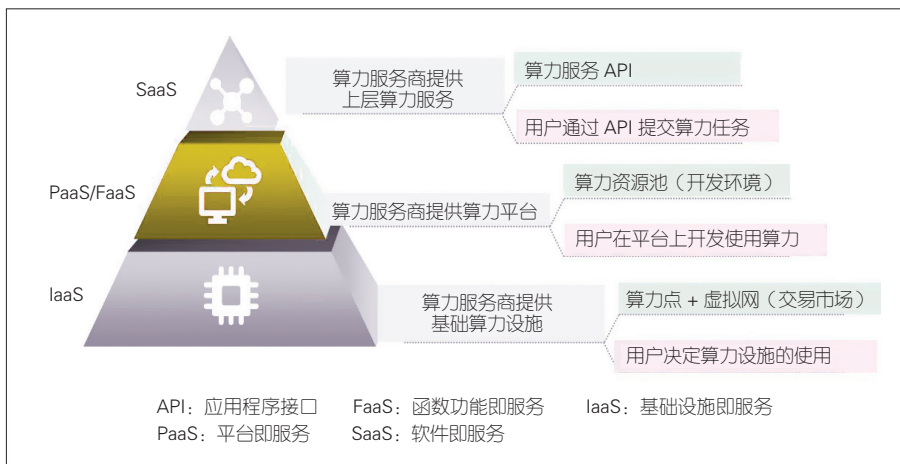 SaaS
算力服务商提供
上层算力服务
算力服务 API
用户通过 API 提交算力任务
PaaS/FaaS
算力服务商提供算力平台
算力资源池（开发环境）
用户在平台上开发使用算力
IaaS
算力服务商提供
基础算力设施
算力点 + 虚拟网（交易市场）
用户决定算力设施的使用
API：应用程序接口 FaaS：函数功能即服务 IaaS：基础设施即服务
PaaS：平台即服务 SaaS：软件即服务